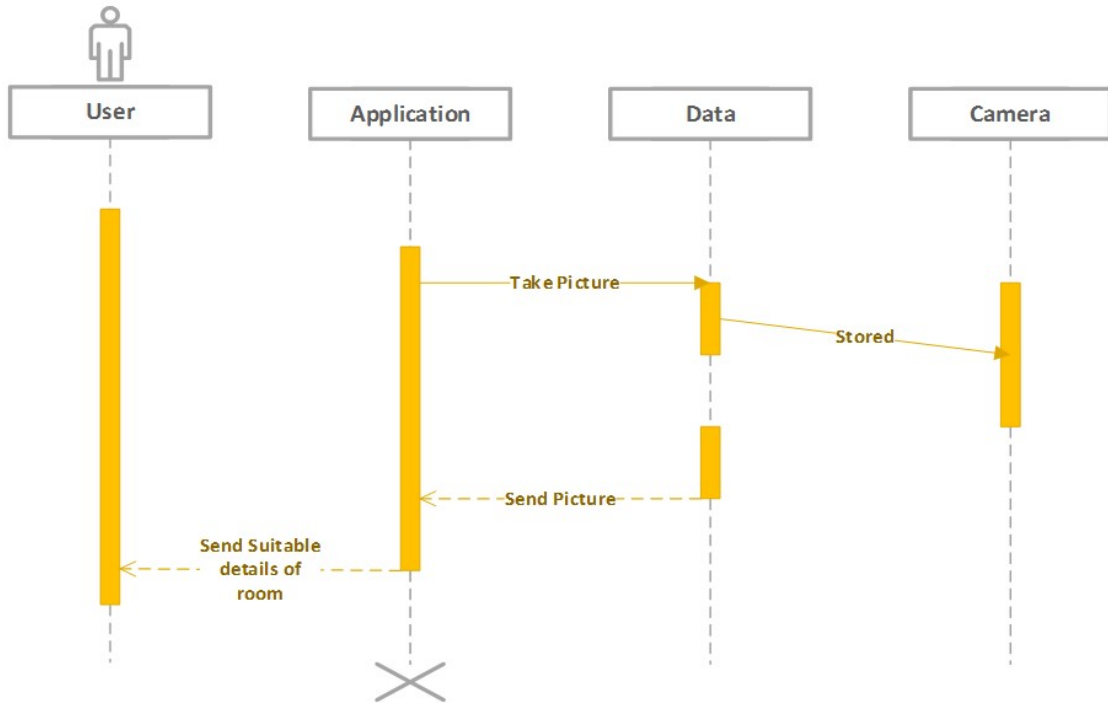 User
Application
Data
Camera
Take Picture
Stored
Send Picture
Send Suitable
details of
room